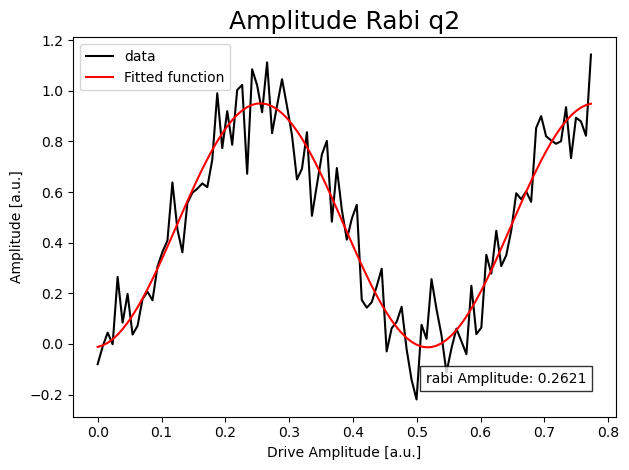 Amplitude Rabi q2
data
Fitted function
1.2
1.0
0.8
0.6
0.4
0.2
0.0
−0.2
Amplitude [a.u.]
rabi Amplitude: 0.2621
0.0 0.1 0.2 0.3 0.4 0.5 0.6 0.7 0.8
Drive Amplitude [a.u.]